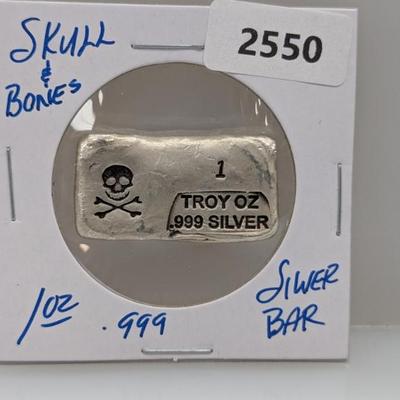 SKULL
&
BONES
2550
1
TROY OZ
.999 SILVER
1oz
.999
SILVER
BAR